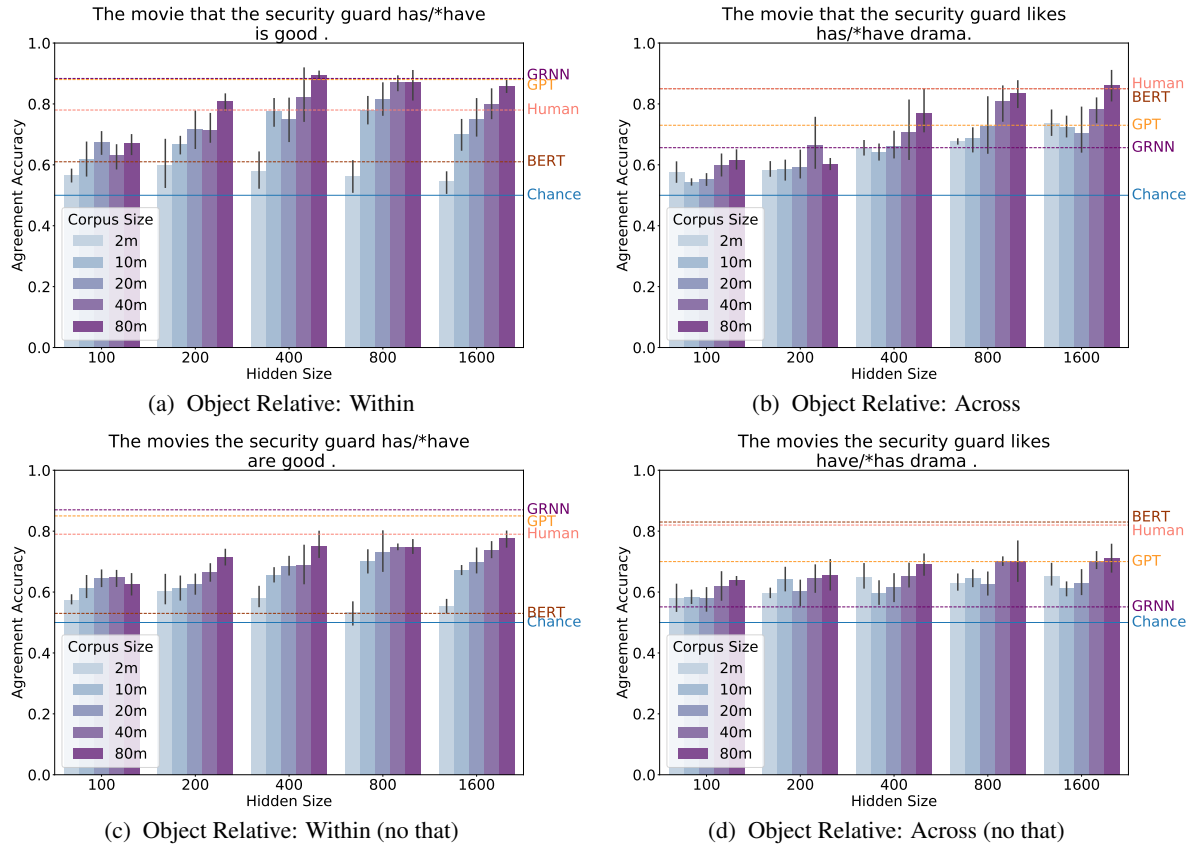 The movie that the security guard has/*have
is good .
1.0
0.8
0.6
0.4
0.2
0.0
Agreement Accuracy
GRNN
GPT
Human
BERT
Chance
Corpus Size
2m
10m
20m
40m
80m
100 200 400 800 1600
Hidden Size
(a) Object Relative: Within
The movie that the security guard likes
has/*have drama.
1.0
0.8
0.6
0.4
0.2
0.0
Agreement Accuracy
Human
BERT
GPT
GRNN
Chance
Corpus Size
2m
10m
20m
40m
80m
100 200 400 800 1600
Hidden Size
(b) Object Relative: Across
The movies the security guard has/*have
are good .
1.0
0.8
0.6
0.4
0.2
0.0
Agreement Accuracy
GRNN
GPT
Human
BERT
Chance
Corpus Size
2m
10m
20m
40m
80m
100 200 400 800 1600
Hidden Size
(c) Object Relative: Within (no that)
The movies the security guard likes
have/*has drama .
1.0
0.8
0.6
0.4
0.2
0.0
Agreement Accuracy
BERT
Human
GPT
GRNN
Chance
Corpus Size
2m
10m
20m
40m
80m
100 200 400 800 1600
Hidden Size
(d) Object Relative: Across (no that)